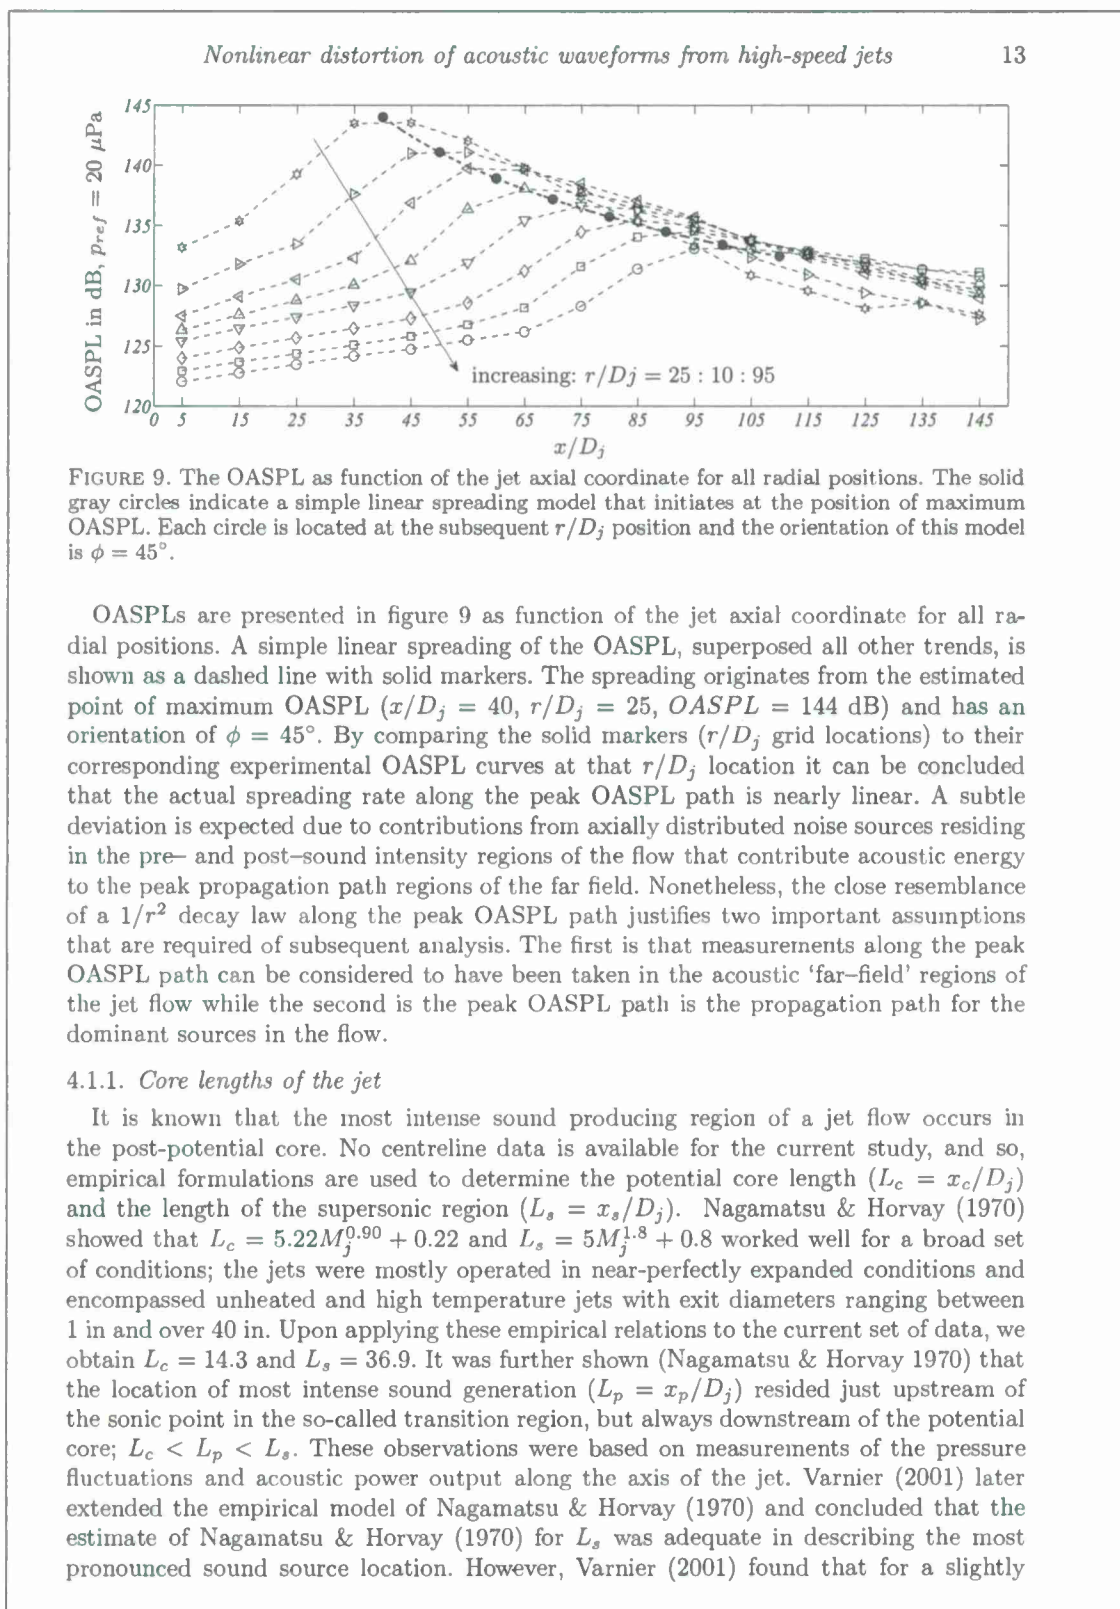 Nonlinear distortion of acoustic waveforms from high-speed jets 13
OASPL in dB, p_ref = 20 μPa
145
140
135
130
125
120
increasing: r/Dj = 25 : 10 : 95
0 5 15 25 35 45 55 65 75 85 95 105 115 125 135 145
x/D_j
FIGURE 9. The OASPL as function of the jet axial coordinate for all radial positions. The solid
gray circles indicate a simple linear spreading model that initiates at the position of maximum
OASPL. Each circle is located at the subsequent r/D_j position and the orientation of this model
is ϕ = 45°.
OASPLs are presented in figure 9 as function of the jet axial coordinate for all ra-
dial positions. A simple linear spreading of the OASPL, superposed all other trends, is
shown as a dashed line with solid markers. The spreading originates from the estimated
point of maximum OASPL (x/D_j = 40, r/D_j = 25, OASPL = 144 dB) and has an
orientation of ϕ = 45°. By comparing the solid markers (r/D_j grid locations) to their
corresponding experimental OASPL curves at that r/D_j location it can be concluded
that the actual spreading rate along the peak OASPL path is nearly linear. A subtle
deviation is expected due to contributions from axially distributed noise sources residing
in the pre– and post–sound intensity regions of the flow that contribute acoustic energy
to the peak propagation path regions of the far field. Nonetheless, the close resemblance
of a 1/r² decay law along the peak OASPL path justifies two important assumptions
that are required of subsequent analysis. The first is that measurements along the peak
OASPL path can be considered to have been taken in the acoustic ‘far–field’ regions of
the jet flow while the second is the peak OASPL path is the propagation path for the
dominant sources in the flow.
4.1.1. Core lengths of the jet
It is known that the most intense sound producing region of a jet flow occurs in
the post-potential core. No centreline data is available for the current study, and so,
empirical formulations are used to determine the potential core length (L_c = x_c/D_j)
and the length of the supersonic region (L_s = x_s/D_j). Nagamatsu & Horvay (1970)
showed that L_c = 5.22M_j^0.90 + 0.22 and L_s = 5M_j^1.8 + 0.8 worked well for a broad set
of conditions; the jets were mostly operated in near-perfectly expanded conditions and
encompassed unheated and high temperature jets with exit diameters ranging between
1 in and over 40 in. Upon applying these empirical relations to the current set of data, we
obtain L_c = 14.3 and L_s = 36.9. It was further shown (Nagamatsu & Horvay 1970) that
the location of most intense sound generation (L_p = x_p/D_j) resided just upstream of
the sonic point in the so-called transition region, but always downstream of the potential
core; L_c < L_p < L_s. These observations were based on measurements of the pressure
fluctuations and acoustic power output along the axis of the jet. Varnier (2001) later
extended the empirical model of Nagamatsu & Horvay (1970) and concluded that the
estimate of Nagamatsu & Horvay (1970) for L_s was adequate in describing the most
pronounced sound source location. However, Varnier (2001) found that for a slightly